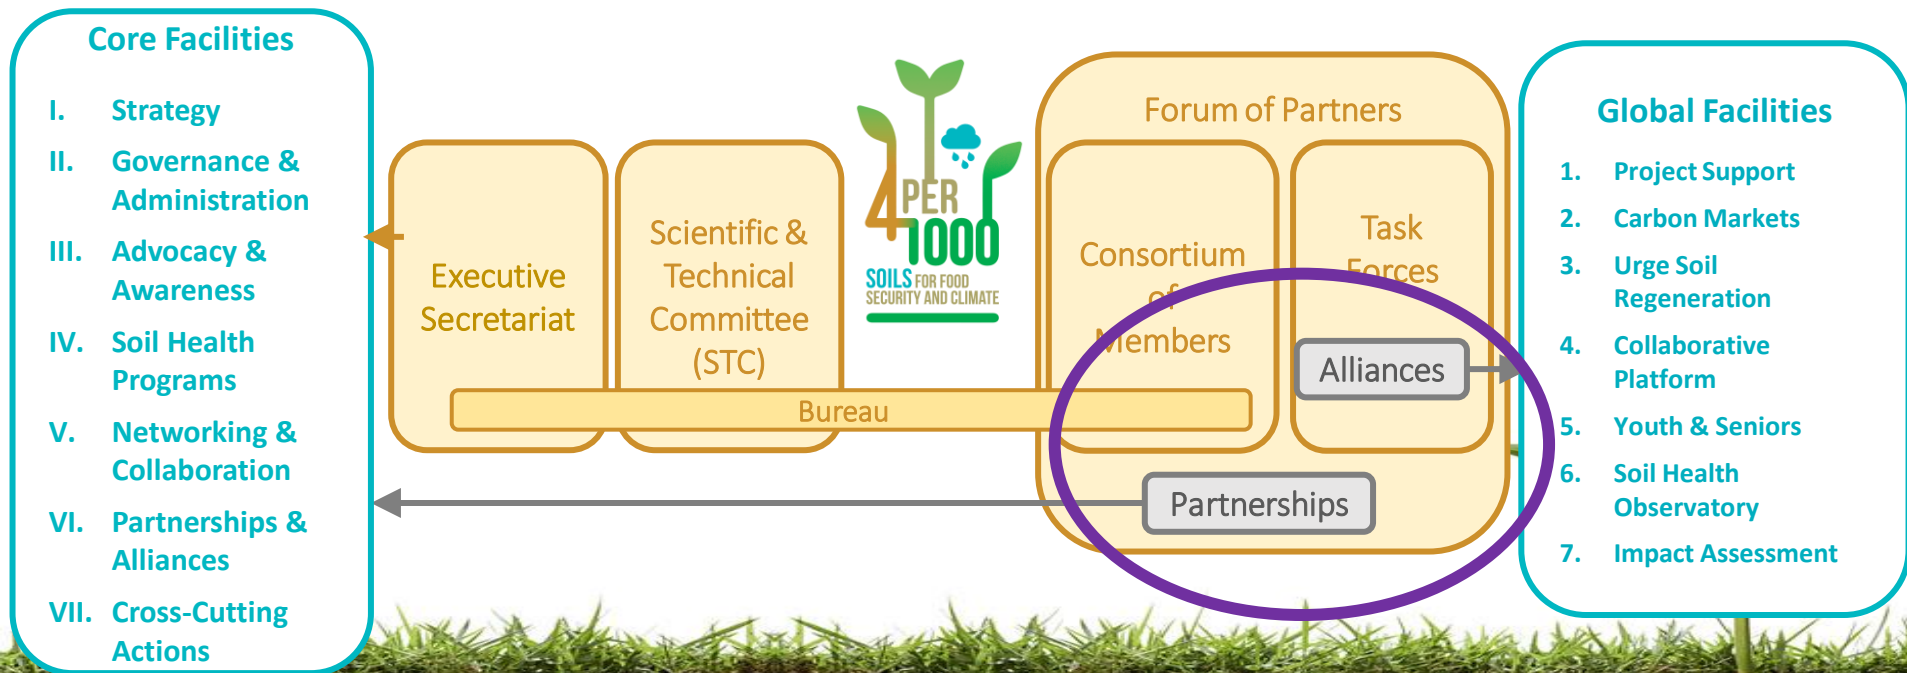 Core Facilities
I. Strategy
II. Governance &
Administration
III. Advocacy &
Awareness
IV. Soil Health
Programs
V. Networking &
Collaboration
VI. Partnerships &
Alliances
VII. Cross-Cutting
Actions
Executive
Secretariat
Scientific &
Technical
Committee
(STC)
Bureau
4 PER
1000
SOILS FOR FOOD
SECURITY AND CLIMATE
Forum of Partners
Consortium
of
Members
Task
Forces
Alliances
Partnerships
Global Facilities
1. Project Support
2. Carbon Markets
3. Urge Soil
Regeneration
4. Collaborative
Platform
5. Youth & Seniors
6. Soil Health
Observatory
7. Impact Assessment